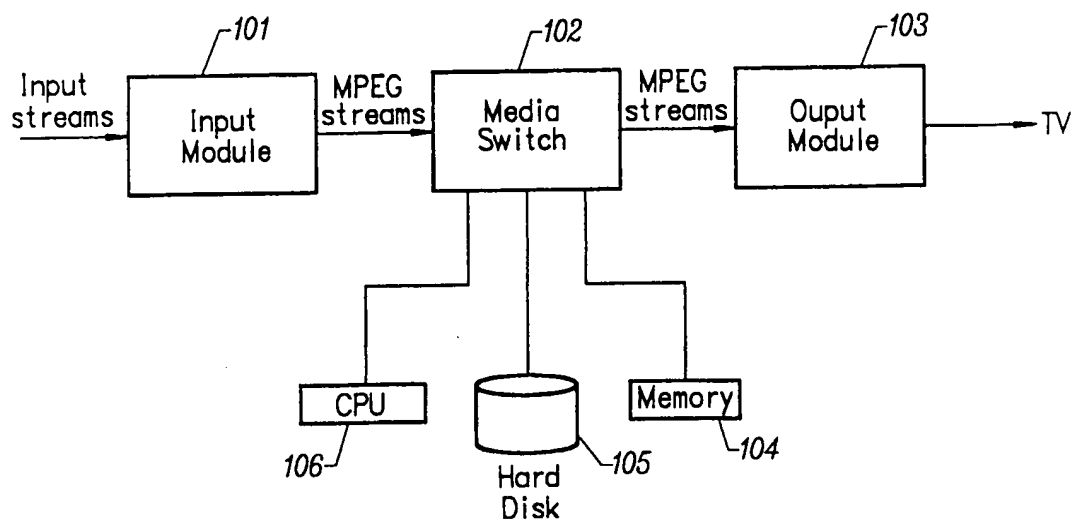 101
102
103
Input
streams
Input
Module
MPEG
streams
Media
Switch
MPEG
streams
Ouput
Module
TV
CPU
106
Hard
Disk
105
Memory
104